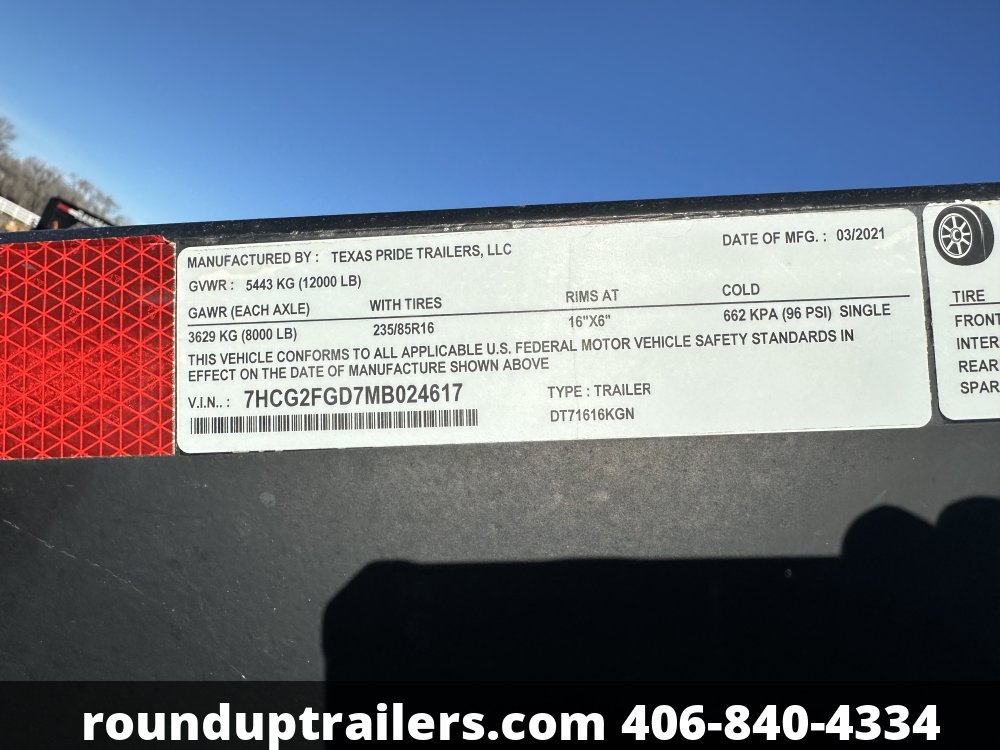 MANUFACTURED BY : TEXAS PRIDE TRAILERS, LLC
DATE OF MFG. : 03/2021
GVWR : 5443 KG (12000 LB)
GAWR (EACH AXLE) WITH TIRES RIMS AT COLD
3629 KG (8000 LB) 235/85R16 16"X6" 662 KPA (96 PSI) SINGLE
THIS VEHICLE CONFORMS TO ALL APPLICABLE U.S. FEDERAL MOTOR VEHICLE SAFETY STANDARDS IN
EFFECT ON THE DATE OF MANUFACTURE SHOWN ABOVE
V.I.N.. : 7HCG2FGD7MB024617 TYPE : TRAILER
DT71616KGN
TIRE
FRONT
INTER
REAR
SPAR
rounduptrailers.com 406-840-4334